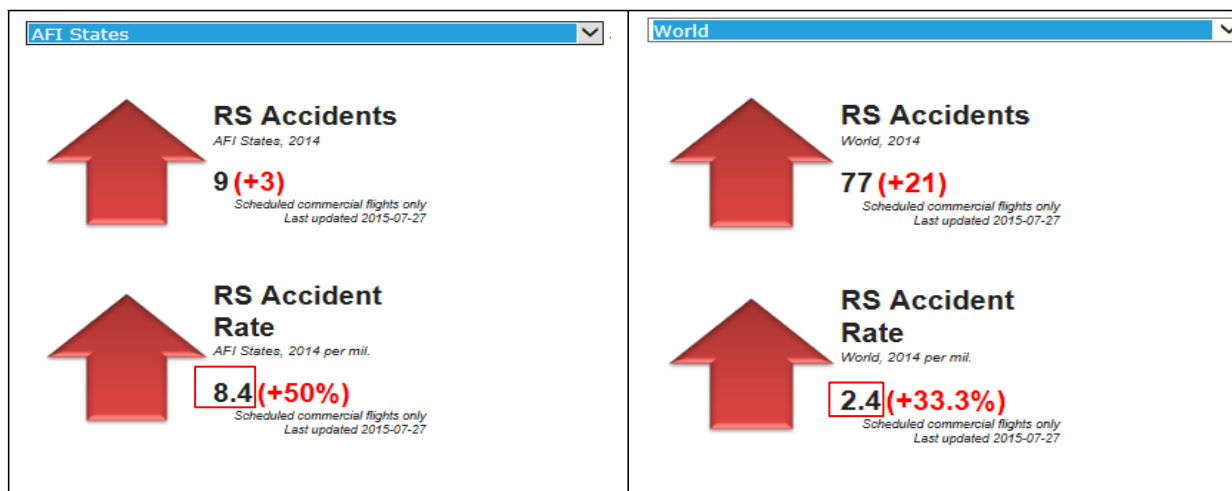 AFI States
RS Accidents
AFI States, 2014
9 (+3)
Scheduled commercial flights only
Last updated 2015-07-27
RS Accident
Rate
AFI States, 2014 per mil.
8.4 (+50%)
Scheduled commercial flights only
Last updated 2015-07-27
World
RS Accidents
World, 2014
77 (+21)
Scheduled commercial flights only
Last updated 2015-07-27
RS Accident
Rate
World, 2014 per mil.
2.4 (+33.3%)
Scheduled commercial flights only
Last updated 2015-07-27